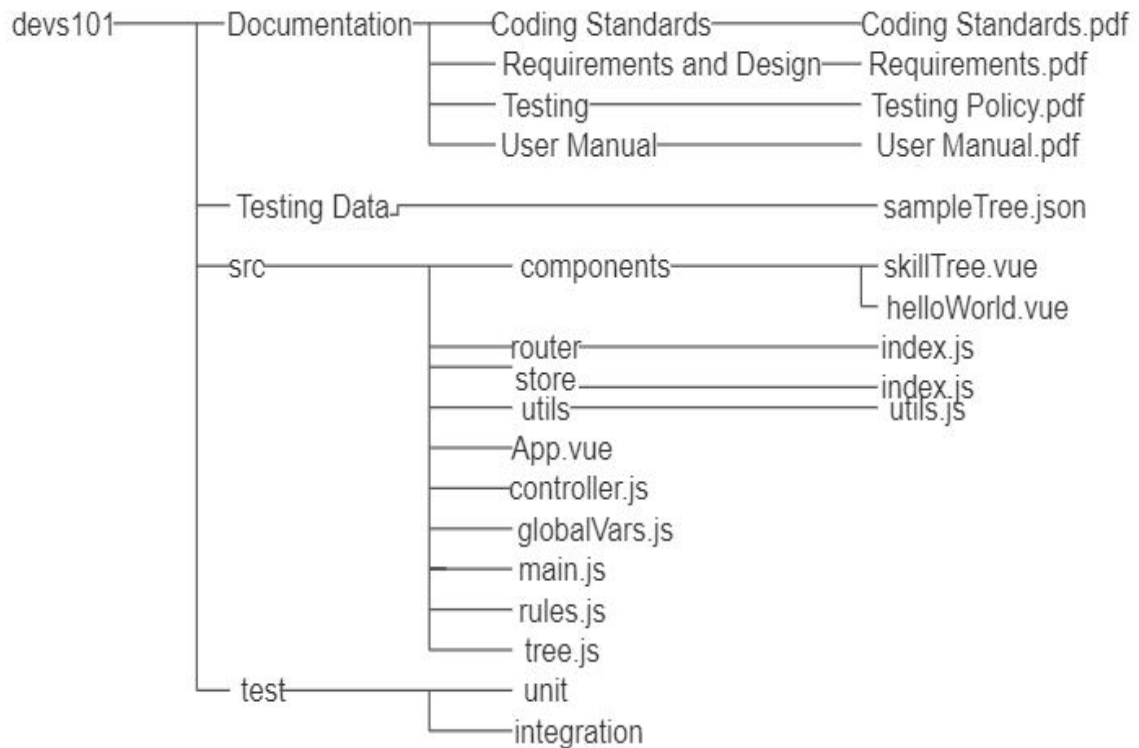 devs101 Documentation Coding Standards Coding Standards.pdf
Requirements and Design Requirements.pdf
Testing Testing Policy.pdf
User Manual User Manual.pdf
Testing Data sampleTree.json
src components skillTree.vue
helloWorld.vue
router index.js
store index.js
utils utils.js
App.vue
controller.js
globalVars.js
main.js
rules.js
tree.js
test unit
integration